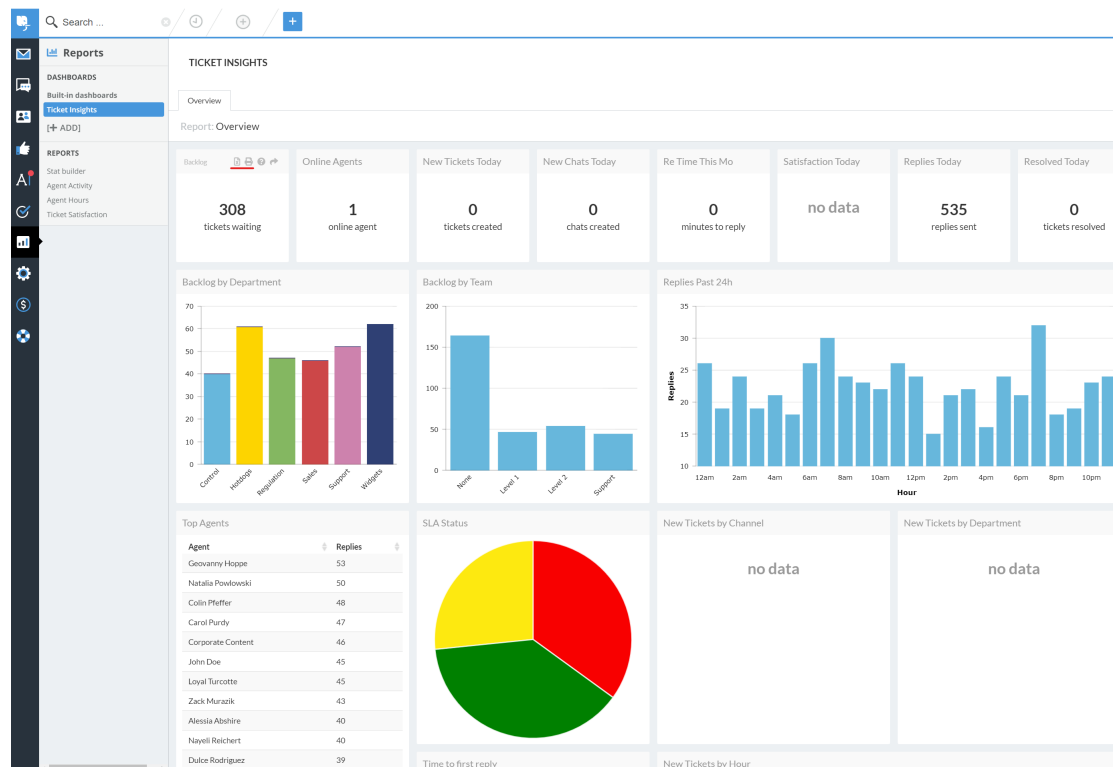 Search ...
+
Reports
DASHBOARDS
Built-in dashboards
Ticket Insights
[+ ADD]
REPORTS
Stat builder
Agent Activity
Agent Hours
Ticket Satisfaction
TICKET INSIGHTS
Overview
Report: Overview
Backlog
308
tickets waiting
Online Agents
1
online agent
New Tickets Today
0
tickets created
New Chats Today
0
chats created
Re Time This Mo
0
minutes to reply
Satisfaction Today
no data
Replies Today
535
replies sent
Resolved Today
0
tickets resolved
Backlog by Department
70
60
50
40
30
20
10
0
Control
Hotdogs
Regulation
Sales
Support
Widgets
Backlog by Team
200
150
100
50
0
None
Level 1
Level 2
Support
Replies Past 24h
Replies
35
30
25
20
15
10
12am 2am 4am 6am 8am 10am 12pm 2pm 4pm 6pm 8pm 10pm
Hour
Top Agents
Agent Replies
Geovanny Hoppe 53
Natalia Powlowski 50
Colin Pfeffer 48
Carol Purdy 47
Corporate Content 46
John Doe 45
Loyal Turcotte 45
Zack Murazik 43
Alessia Abshire 40
Nayeli Reichert 40
Dulce Rodriguez 39
SLA Status
New Tickets by Channel
no data
New Tickets by Department
no data
Time to first reply
New Tickets by Hour